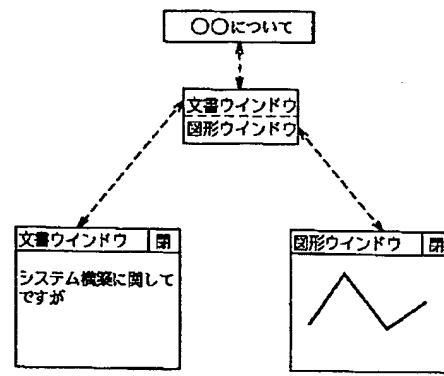 〇〇について
文書ウインドウ
図形ウインドウ
文書ウインドウ 閉
システム構築に関して
ですが
図形ウインドウ 閉